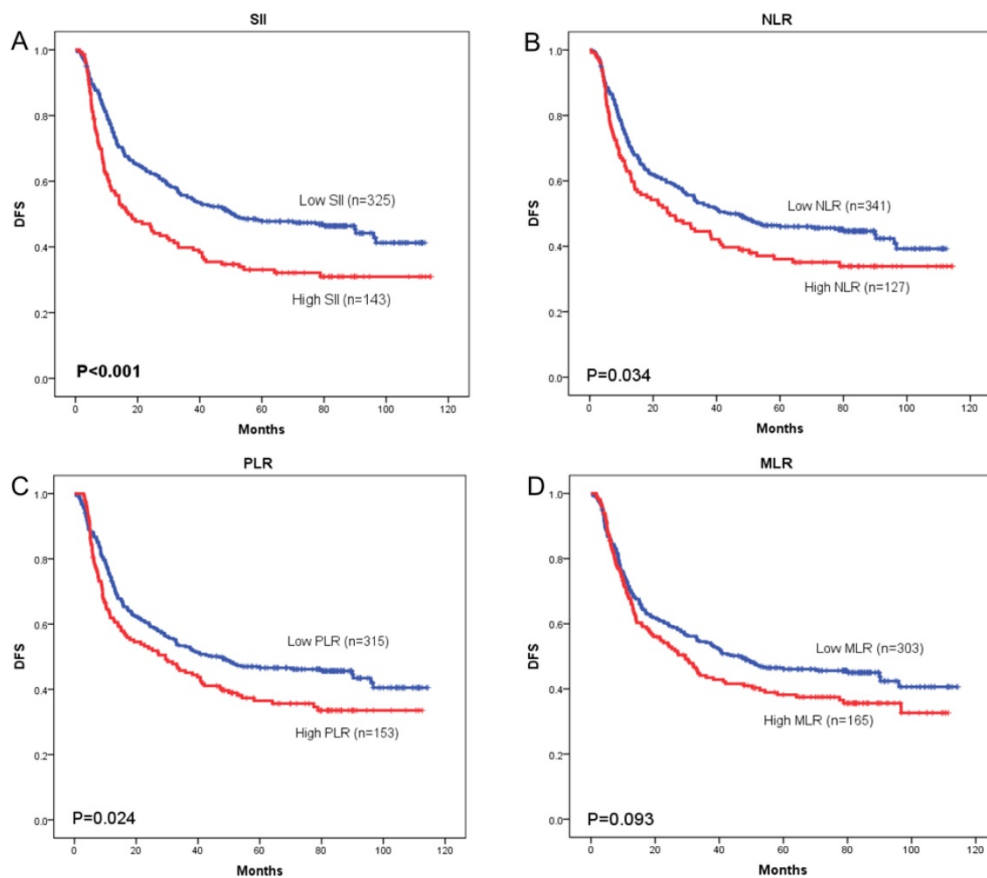 A
SII
1.0
0.8
0.6
0.4
0.2
0.0
DFS
Low SII (n=325)
High SII (n=143)
P<0.001
0 20 40 60 80 100 120
Months
B
NLR
1.0
0.8
0.6
0.4
0.2
0.0
DFS
Low NLR (n=341)
High NLR (n=127)
P=0.034
0 20 40 60 80 100 120
Months
C
PLR
1.0
0.8
0.6
0.4
0.2
0.0
DFS
Low PLR (n=315)
High PLR (n=153)
P=0.024
0 20 40 60 80 100 120
Months
D
MLR
1.0
0.8
0.6
0.4
0.2
0.0
DFS
Low MLR (n=303)
High MLR (n=165)
P=0.093
0 20 40 60 80 100 120
Months